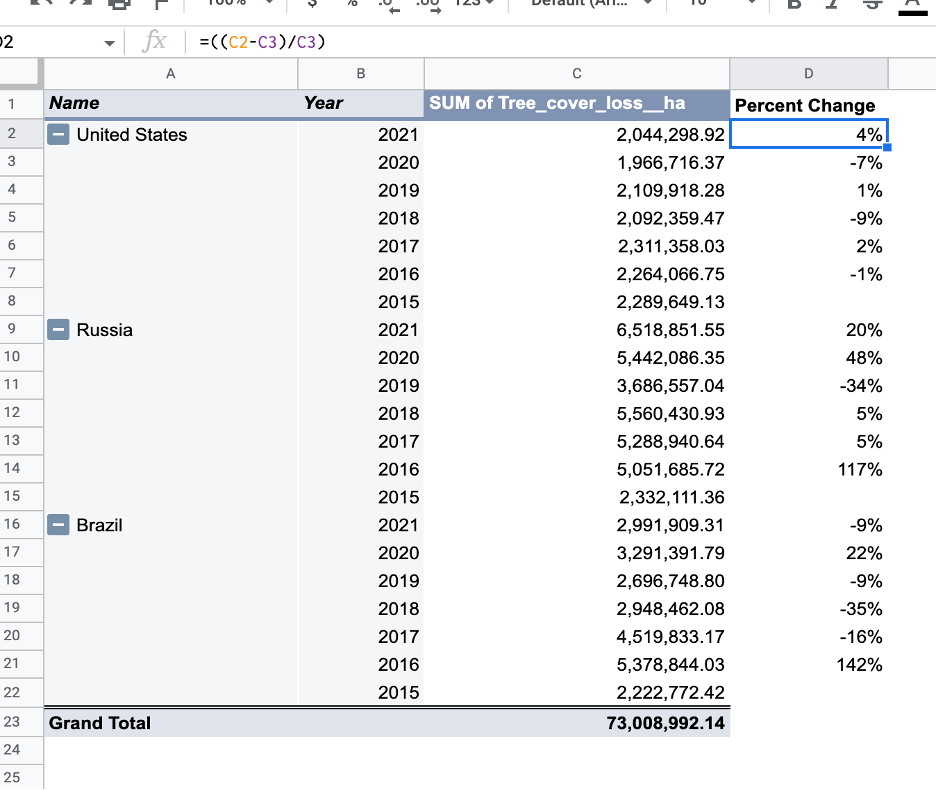 100% $ % .0 .00 123 Default (Ari... 10 B I S A
D2 fx =((C2-C3)/C3)
A B C D
1 Name Year SUM of Tree_cover_loss__ha Percent Change
2 United States 2021 2,044,298.92 4%
3 2020 1,966,716.37 -7%
4 2019 2,109,918.28 1%
5 2018 2,092,359.47 -9%
6 2017 2,311,358.03 2%
7 2016 2,264,066.75 -1%
8 2015 2,289,649.13
9 Russia 2021 6,518,851.55 20%
10 2020 5,442,086.35 48%
11 2019 3,686,557.04 -34%
12 2018 5,560,430.93 5%
13 2017 5,288,940.64 5%
14 2016 5,051,685.72 117%
15 2015 2,332,111.36
16 Brazil 2021 2,991,909.31 -9%
17 2020 3,291,391.79 22%
18 2019 2,696,748.80 -9%
19 2018 2,948,462.08 -35%
20 2017 4,519,833.17 -16%
21 2016 5,378,844.03 142%
22 2015 2,222,772.42
23 Grand Total 73,008,992.14
24
25